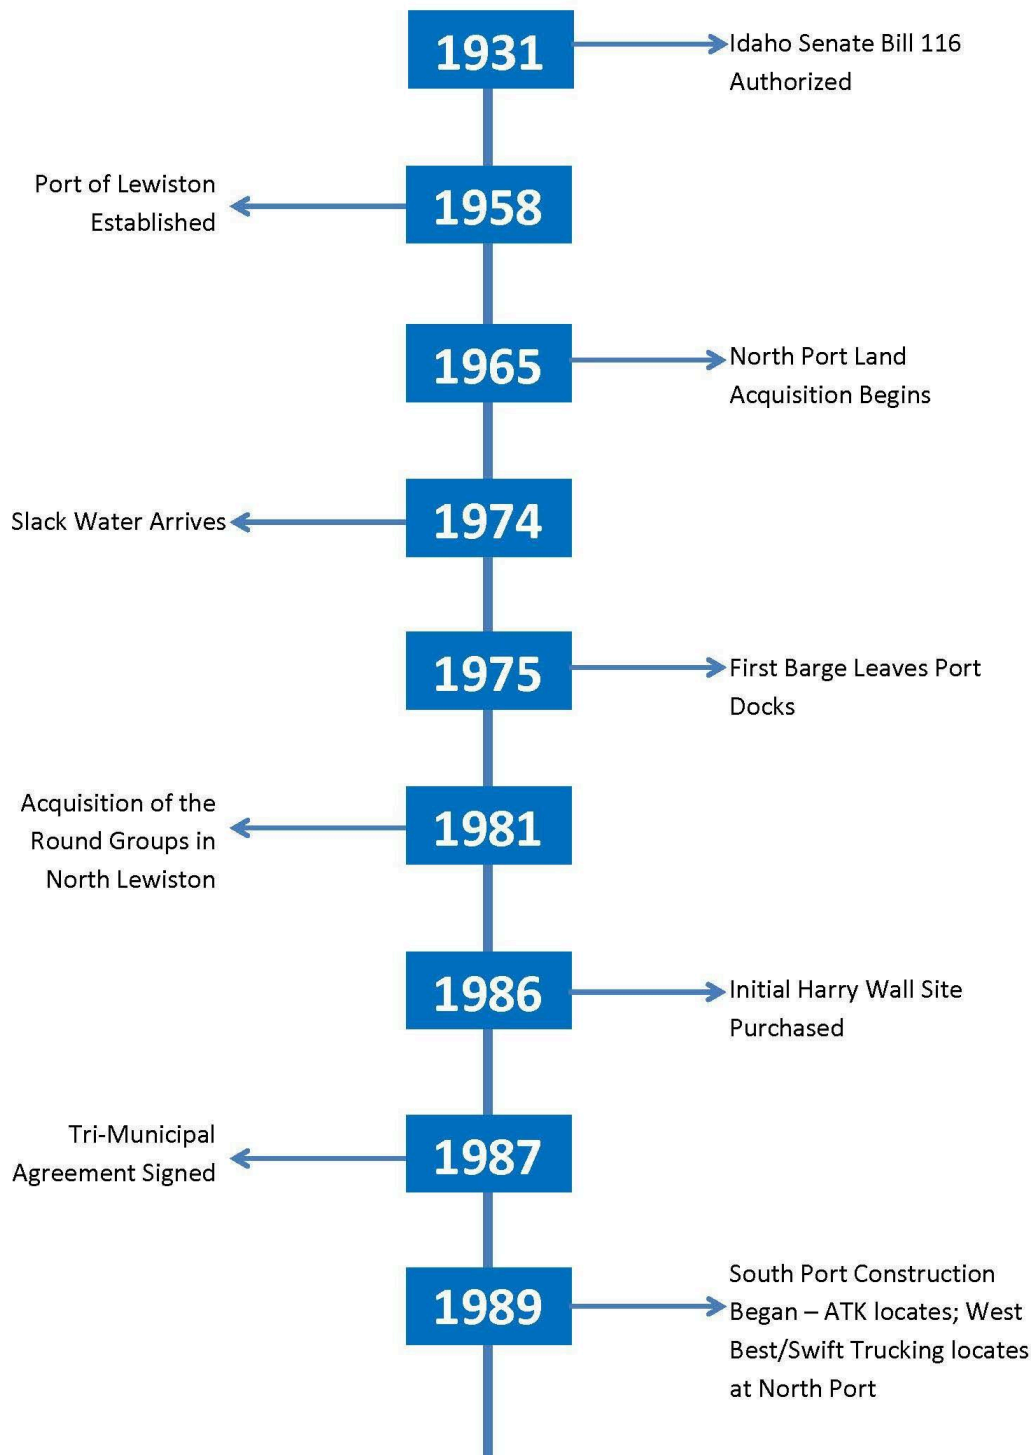 1931
Idaho Senate Bill 116
Authorized
Port of Lewiston
Established
1958
1965
North Port Land
Acquisition Begins
Slack Water Arrives
1974
1975
First Barge Leaves Port
Docks
Acquisition of the
Round Groups in
North Lewiston
1981
1986
Initial Harry Wall Site
Purchased
Tri-Municipal
Agreement Signed
1987
1989
South Port Construction
Began – ATK locates; West
Best/Swift Trucking locates
at North Port